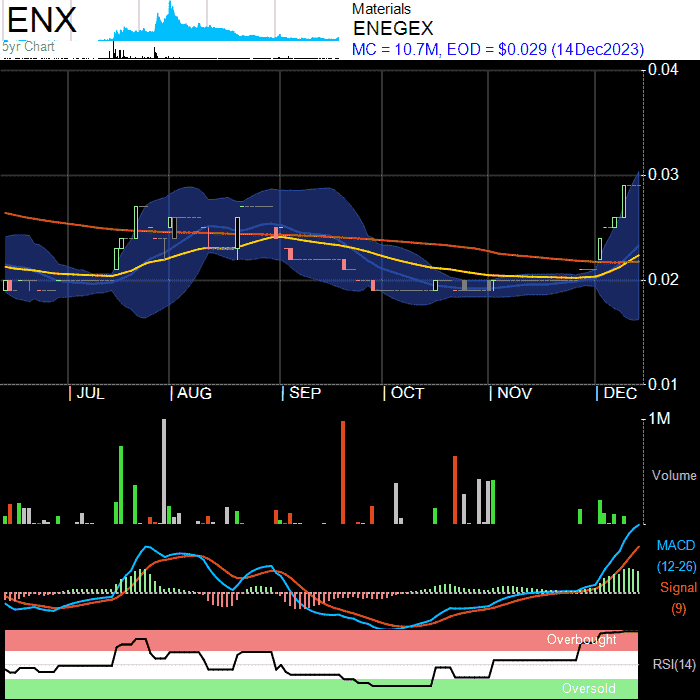 ENX
5yr Chart
Materials
ENEGEX
MC = 10.7M, EOD = $0.029 (14Dec2023)
0.04
0.03
0.02
0.01
JUL AUG SEP OCT NOV DEC
1M
Volume
MACD
(12-26)
Signal
(9)
Overbought
RSI(14)
Oversold